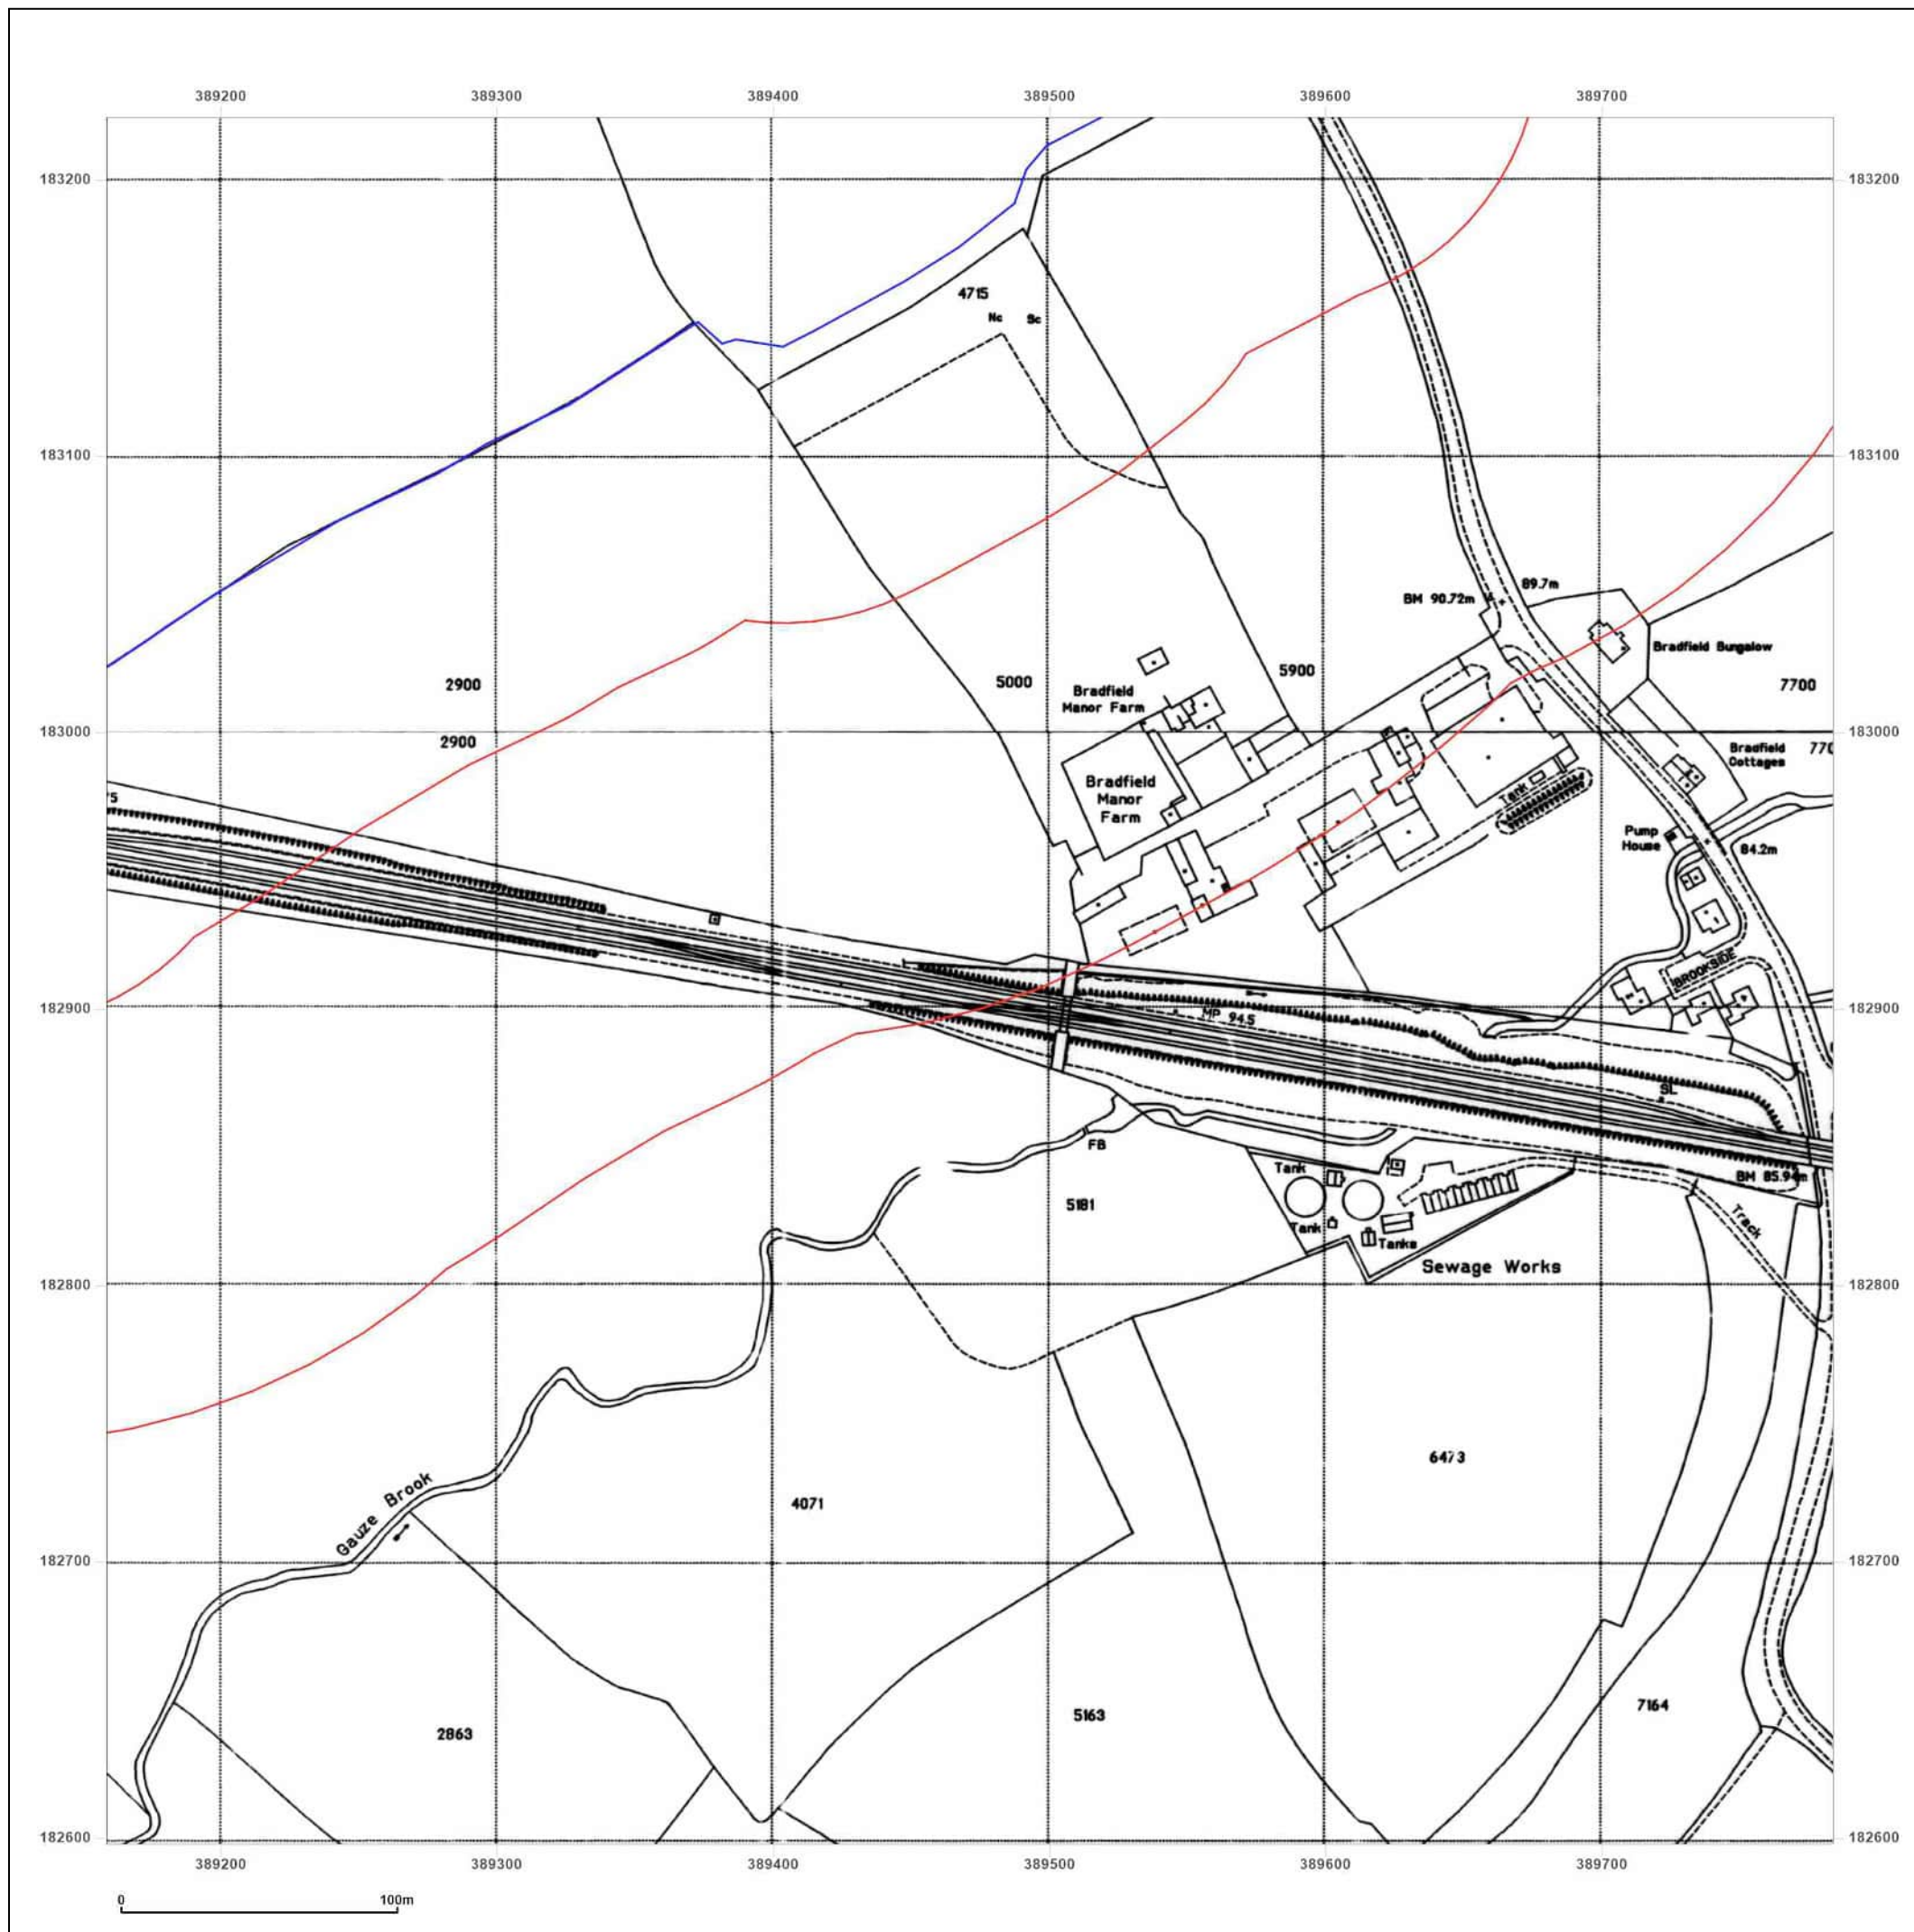 389200 389300 389400 389500 389600 389700
183200 183200
4715
Nc Sc
183100 183100
89.7m
BM 90.72m
Bradfield Bungalow
2900
5000
5900
7700
Bradfield
Manor Farm
183000 183000
2900
Bradfield
Cottages
Bradfield
Manor
Farm
Tank
Pump
House
84.2m
BROOKSIDE
182900 182900
MP 94.5
SL
FB
BM 85.94m
Tank
5181
Tank
Tanks
Track
Sewage Works
182800 182800
6473
Gauze Brook
4071
182700 182700
2863
5163
7164
182600 182600
389200 389300 389400 389500 389600 389700
0 100m